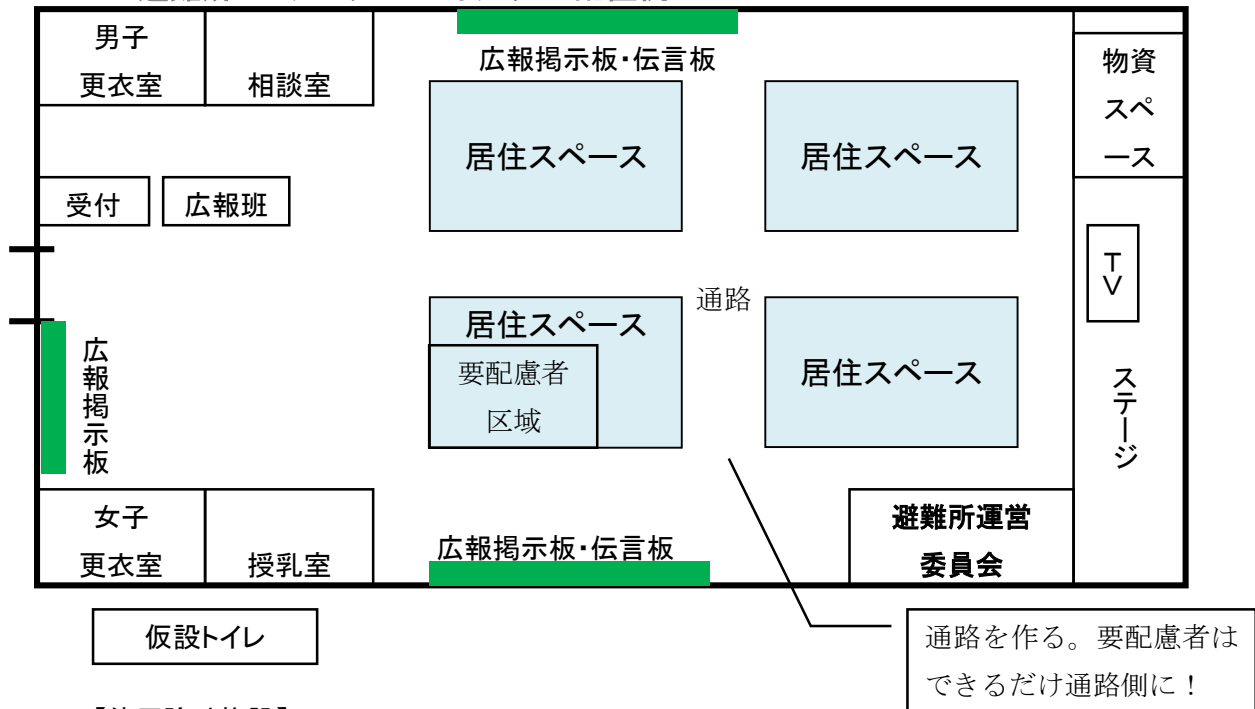 男子
更衣室
相談室
広報掲示板・伝言板
居住スペース
居住スペース
物資
スペ
ース
受付
広報班
TV
通路
居住スペース
要配慮者
区域
居住スペース
広報掲示板
ステージ
女子
更衣室
授乳室
広報掲示板・伝言板
避難所運営
委員会
仮設トイレ
通路を作る。要配慮者は
できるだけ通路側に！